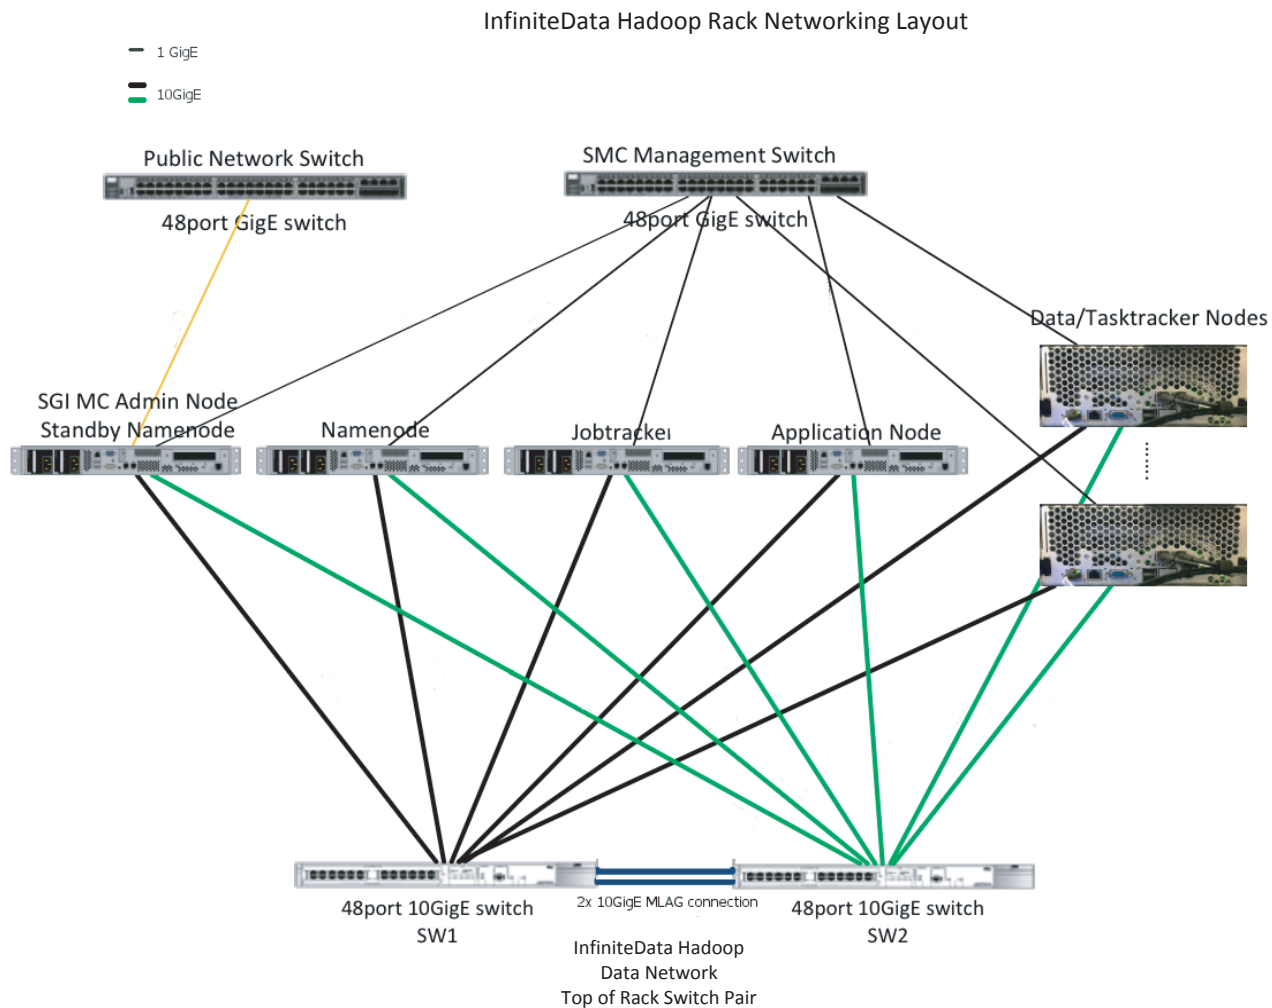 InfiniteData Hadoop Rack Networking Layout
1 GigE
10GigE
Public Network Switch
SMC Management Switch
48port GigE switch
48port GigE switch
Data/Tasktracker Nodes
SGI MC Admin Node
Standby Namenode
Namenode
Jobtracker
Application Node
2x 10GigE MLAG connection
48port 10GigE switch
SW1
48port 10GigE switch
SW2
InfiniteData Hadoop
Data Network
Top of Rack Switch Pair